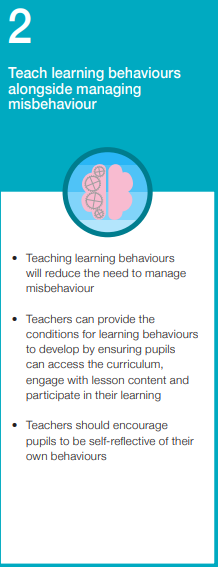 2
Teach learning behaviours
alongside managing
misbehaviour
• Teaching learning behaviours
will reduce the need to manage
misbehaviour
• Teachers can provide the
conditions for learning behaviours
to develop by ensuring pupils
can access the curriculum,
engage with lesson content and
participate in their learning
• Teachers should encourage
pupils to be self-reflective of their
own behaviours